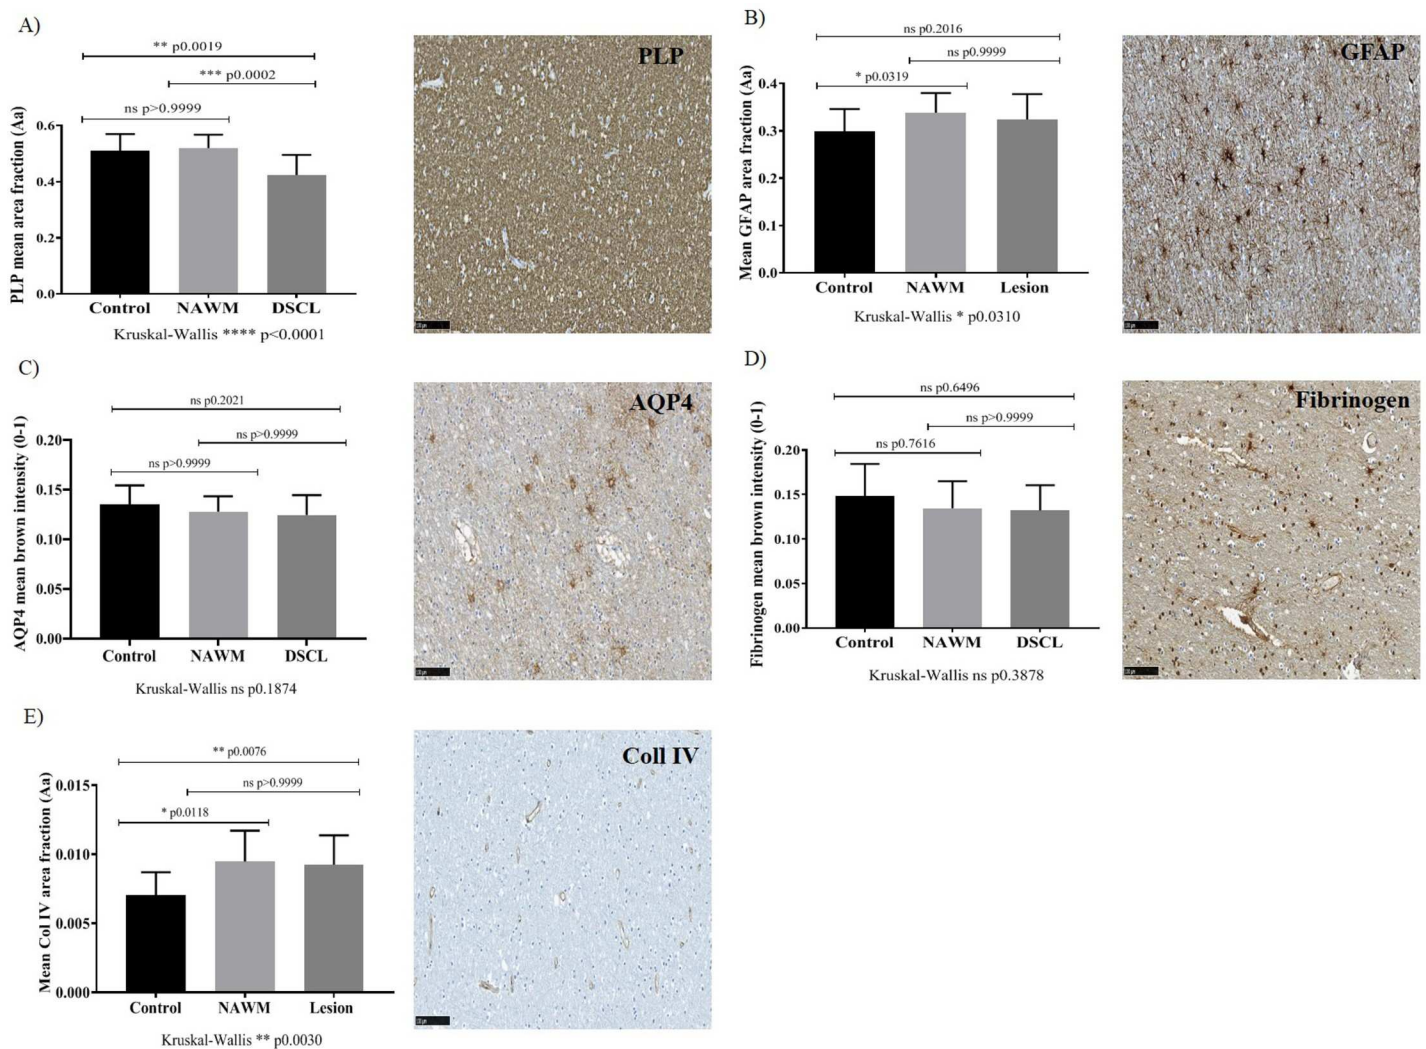 A)
** p0.0019
*** p0.0002
ns p>0.9999
PLP mean area fraction (Aa)
0.6
0.4
0.2
0.0
Control NAWM DSCL
Kruskal-Wallis **** p<0.0001
PLP
B)
ns p0.2016
ns p0.9999
* p0.0319
Mean GFAP area fraction (Aa)
0.4
0.3
0.2
0.1
0.0
Control NAWM Lesion
Kruskal-Wallis * p0.0310
GFAP
C)
ns p0.2021
ns p>0.9999
ns p>0.9999
AQP4 mean brown intensity (0-1)
0.20
0.15
0.10
0.05
0.00
Control NAWM DSCL
Kruskal-Wallis ns p0.1874
AQP4
D)
ns p0.6496
ns p>0.9999
ns p0.7616
Fibrinogen mean brown intensity (0-1)
0.20
0.15
0.10
0.05
0.00
Control NAWM DSCL
Kruskal-Wallis ns p0.3878
Fibrinogen
E)
** p0.0076
ns p>0.9999
* p0.0118
Mean Col IV area fraction (Aa)
0.015
0.010
0.005
0.000
Control NAWM Lesion
Kruskal-Wallis ** p0.0030
Coll IV